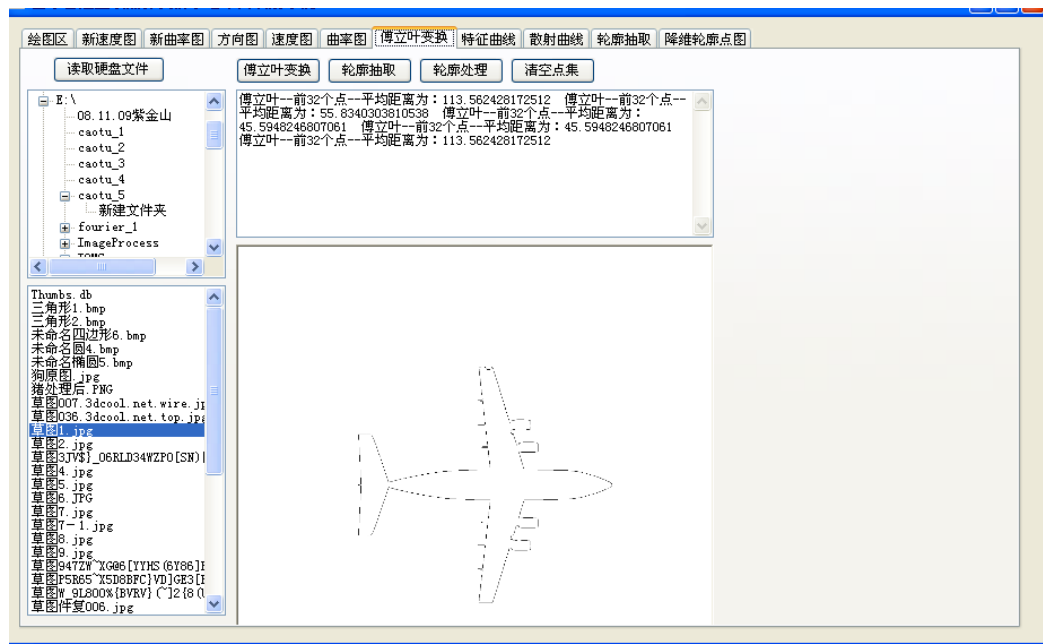 绘图区 新速度图 新曲率图 方向图 速度图 曲率图 傅立叶变换 特征曲线 散射曲线 轮廓抽取 降维轮廓点图
读取硬盘文件 傅立叶变换 轮廓抽取 轮廓处理 清空点集
E:\
08.11.09紫金山
caotu_1
caotu_2
caotu_3
caotu_4
caotu_5
新建文件夹
fourier_1
ImageProcess
傅立叶--前32个点--平均距离为：113.562428172512 傅立叶--前32个点--
平均距离为：55.8340303810538 傅立叶--前32个点--平均距离为：
45.5948246807061 傅立叶--前32个点--平均距离为：45.5948246807061
傅立叶--前32个点--平均距离为：113.562428172512
Thumbs.db
三角形1.bmp
三角形2.bmp
未命名四边形6.bmp
未命名圆4.bmp
未命名椭圆5.bmp
狗原图.jpg
猪处理后.PNG
草图007.3dcool.net.wire.jp
草图036.3dcool.net.top.jpg
草图1.jpg
草图2.jpg
草图3JV$}_O6RLD34WZPO[SN)
草图4.jpg
草图5.jpg
草图6.JPG
草图7.jpg
草图7-1.jpg
草图8.jpg
草图9.jpg
草图件复006.jpg